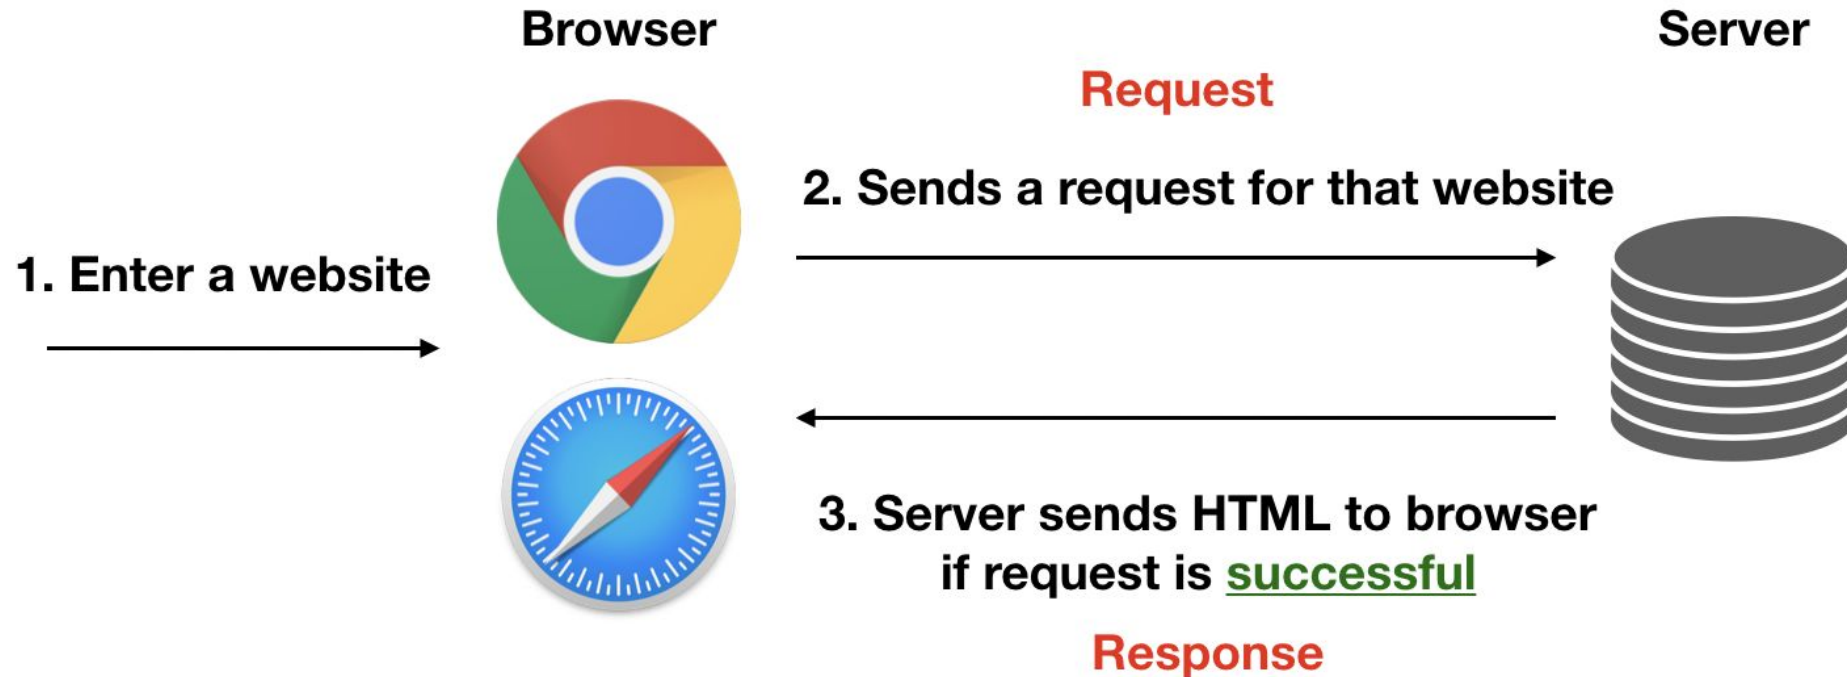 Browser
Server
Request
2. Sends a request for that website
1. Enter a website
3. Server sends HTML to browser
if request is successful
Response